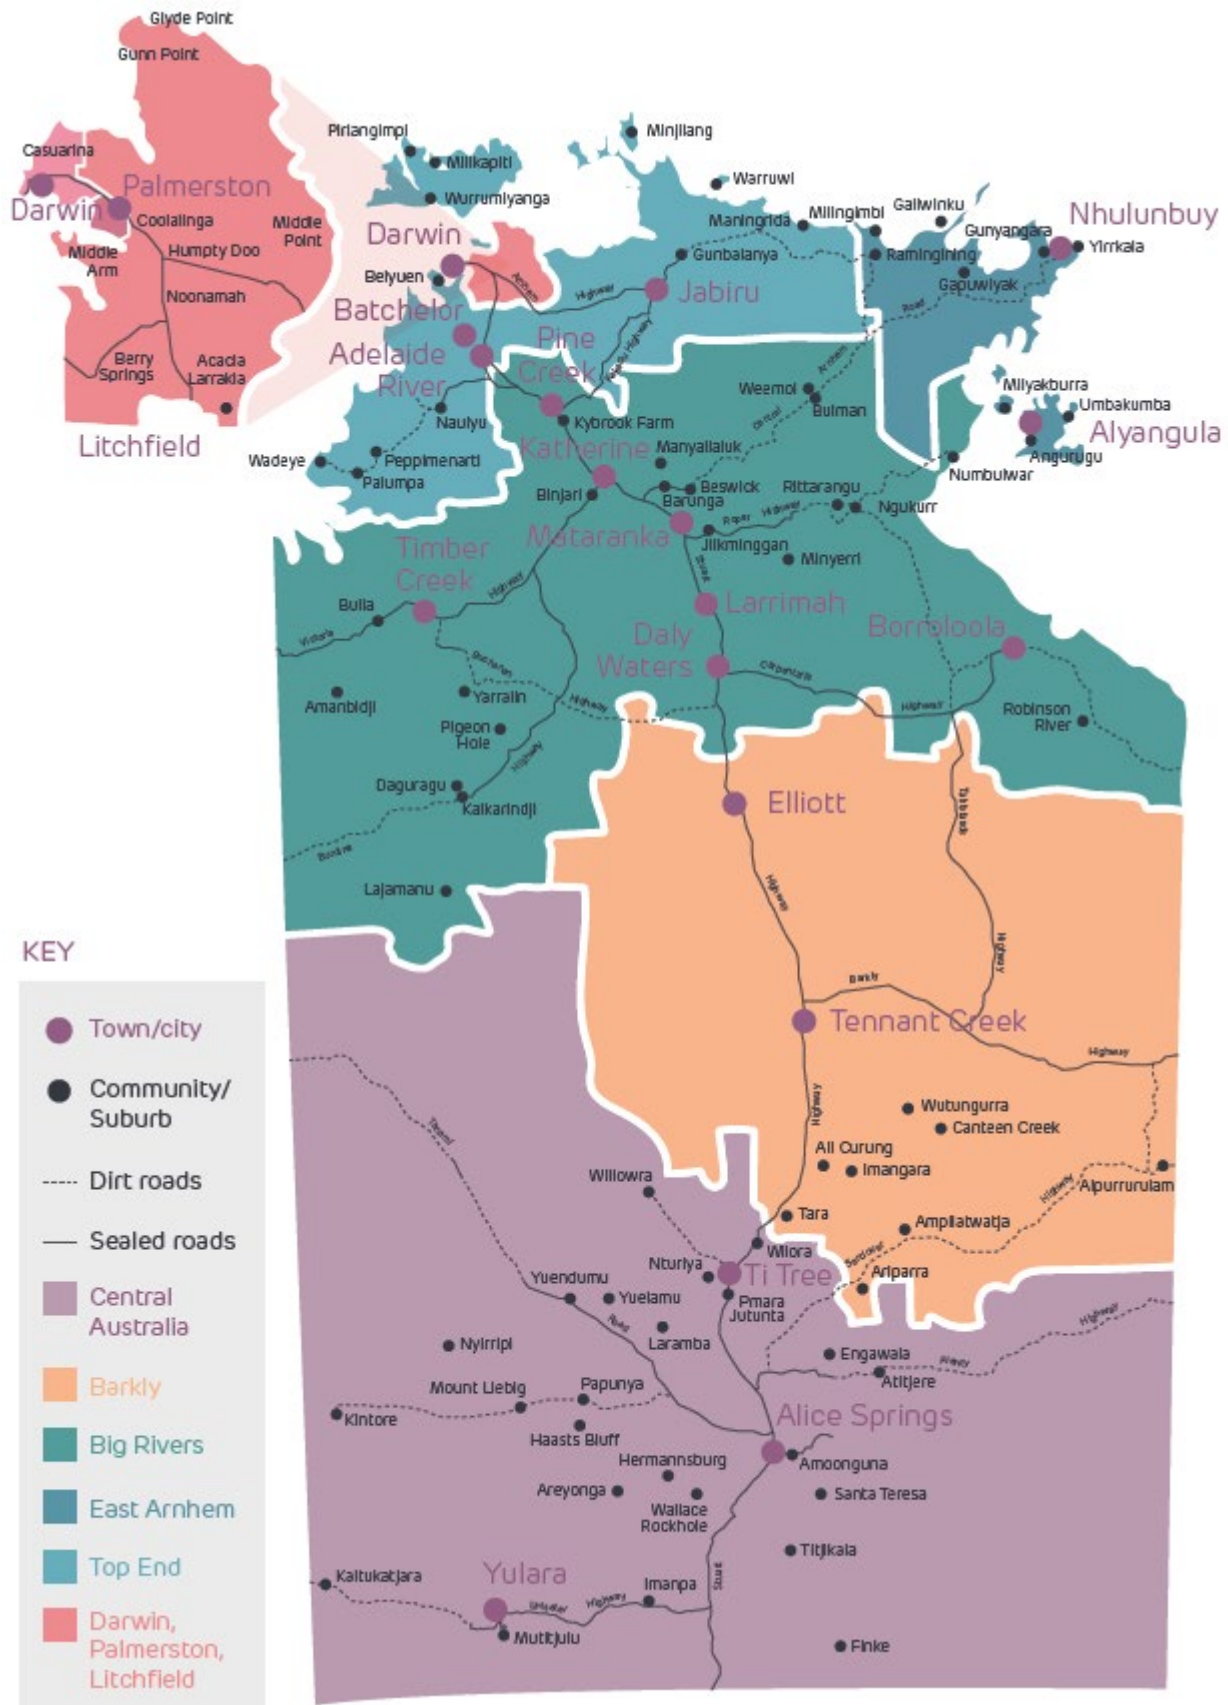 Glyde Point
Gunn Point
Casuarina
Darwin
Palmerston
Coolalinga
Middle
Point
Middle
Arm
Humpty Doo
Noonamah
Berry
Springs
Acacia
Larrakia
Litchfield
Pirlangimpi
Milikapiti
Wurrumiyanga
Minjilang
Warruwi
Maningrida
Milingimbi
Galiwinku
Gunyangara
Nhulunbuy
Yirrkala
Ramingining
Gapuwiyak
Darwin
Belyuen
Gunbalanya
Jabiru
Arnhem
Highway
Batchelor
Adelaide
River
Pine
Creek
Kakadu Highway
Road
Arnhem
Central
Weemol
Bulman
Milyakburra
Umbakumba
Alyangula
Angurugu
Numbulwar
Nauiyu
Kybrook Farm
Wadeye
Peppimenarti
Palumpa
Katherine
Manyallaluk
Binjari
Beswick
Barunga
Rittarangu
Ngukurr
Roper Highway
Mataranka
Jilkminggan
Minyerri
Stuart
Timber
Creek
Bulla
Victoria
Highway
Larrimah
Daly
Waters
Borroloola
Carpentaria
Highway
Buchanan
Highway
Amanbidji
Yarralin
Pigeon
Hole
Highway
Robinson
River
Daguragu
Kalkarindji
Buntine
Lajamanu
Elliott
Tablelands
Highway
Highway
Barkly
Tennant Creek
Highway
Highway
Wutungurra
Canteen Creek
Ali Curung
Imangara
Alpurrurulam
Highway
Tara
Ampilatwatja
Sandover
Arlparra
Tanami
Willowra
Wilora
Nturiya
Ti Tree
Pmara
Jutunta
Yuendumu
Yuelamu
Road
Laramba
Nyirripi
Engawala
Atitjere
Plenty
Highway
Mount Liebig
Papunya
Kintore
Haasts Bluff
Alice Springs
Amoonguna
Hermannsburg
Areyonga
Wallace
Rockhole
Santa Teresa
Titjikala
Kaltukatjara
Yulara
Lasseter
Highway
Imanpa
Stuart
Mutitjulu
Finke
KEY
Town/city
Community/
Suburb
Dirt roads
Sealed roads
Central
Australia
Barkly
Big Rivers
East Arnhem
Top End
Darwin,
Palmerston,
Litchfield